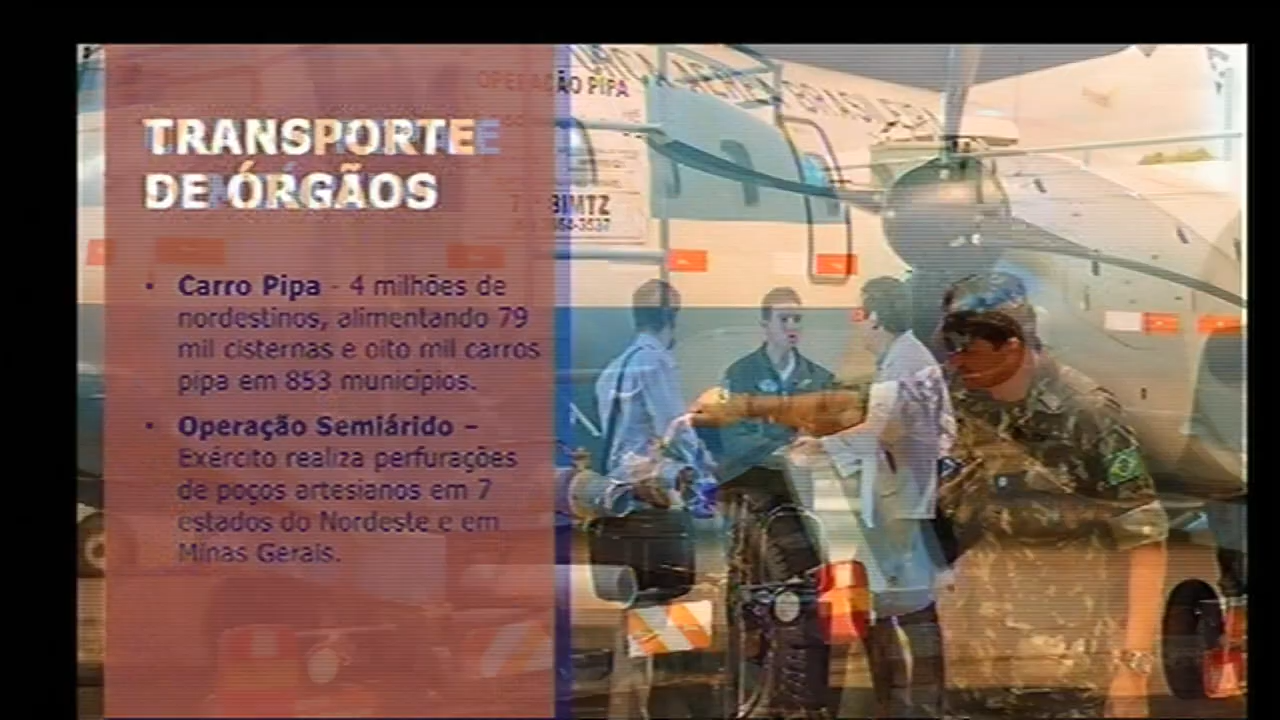 OPERAÇÃO PIPA
TRANSPORTE
DE ÓRGÃOS
BIMTZ
• Carro Pipa - 4 milhões de
nordestinos, alimentando 79
mil cisternas e oito mil carros
pipa em 853 municípios.
• Operação Semiárido –
Exército realiza perfurações
de poços artesianos em 7
estados do Nordeste e em
Minas Gerais.